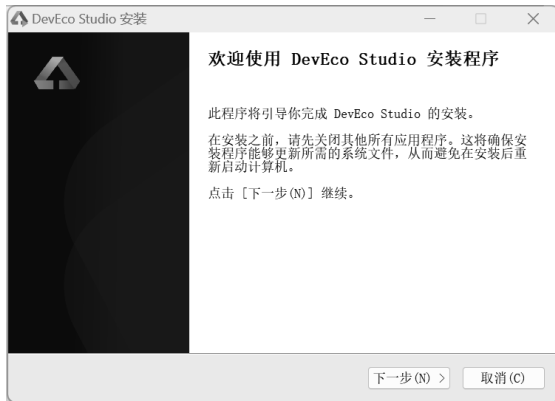 DevEco Studio 安装
欢迎使用 DevEco Studio 安装程序
此程序将引导你完成 DevEco Studio 的安装。
在安装之前，请先关闭其他所有应用程序。这将确保安
装程序能够更新所需的系统文件，从而避免在安装后重
新启动计算机。
点击 [下一步(N)] 继续。
下一步(N) >
取消(C)